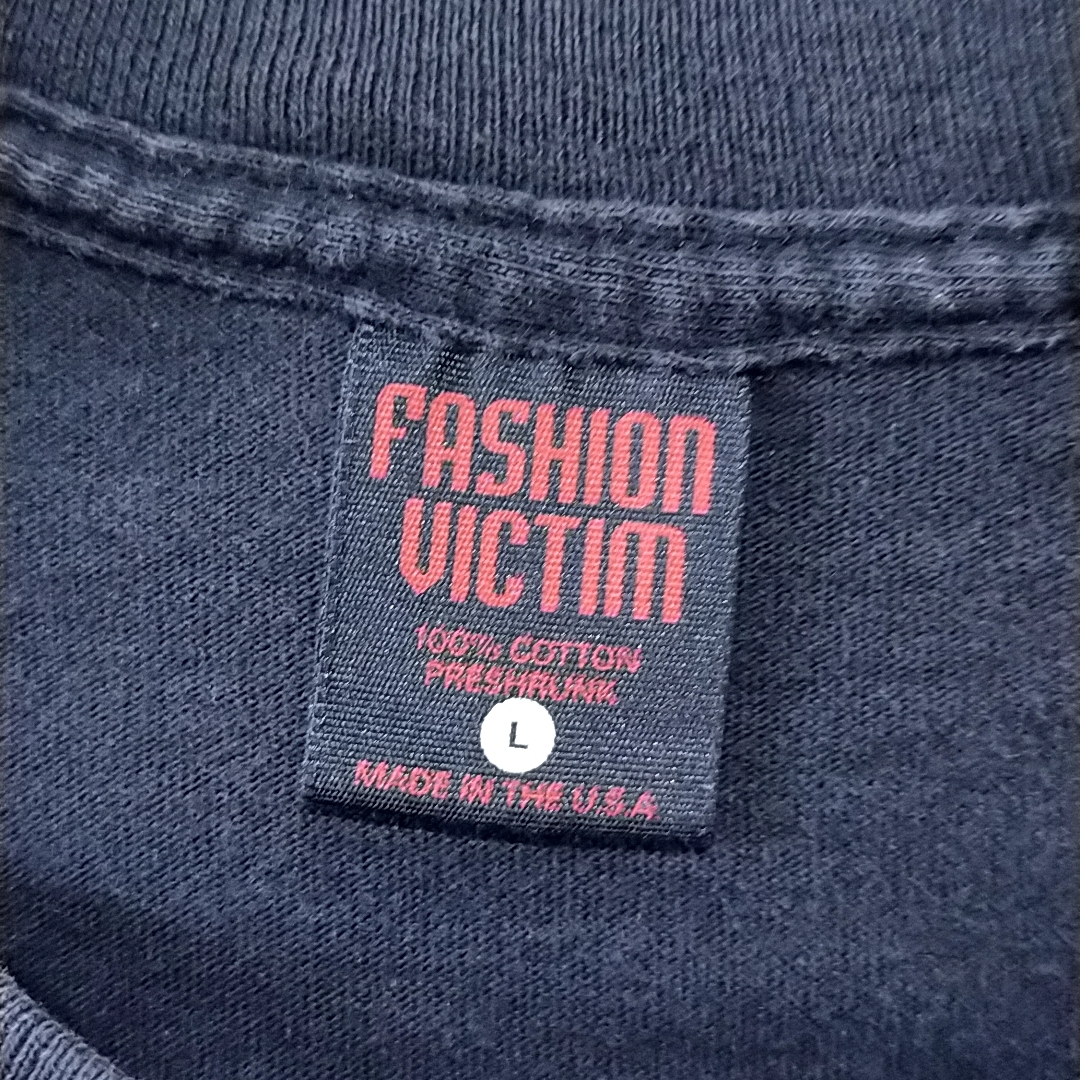 FASHION
VICTIM
100% COTTON
PRESHRUNK
L
MADE IN THE U.S.A.